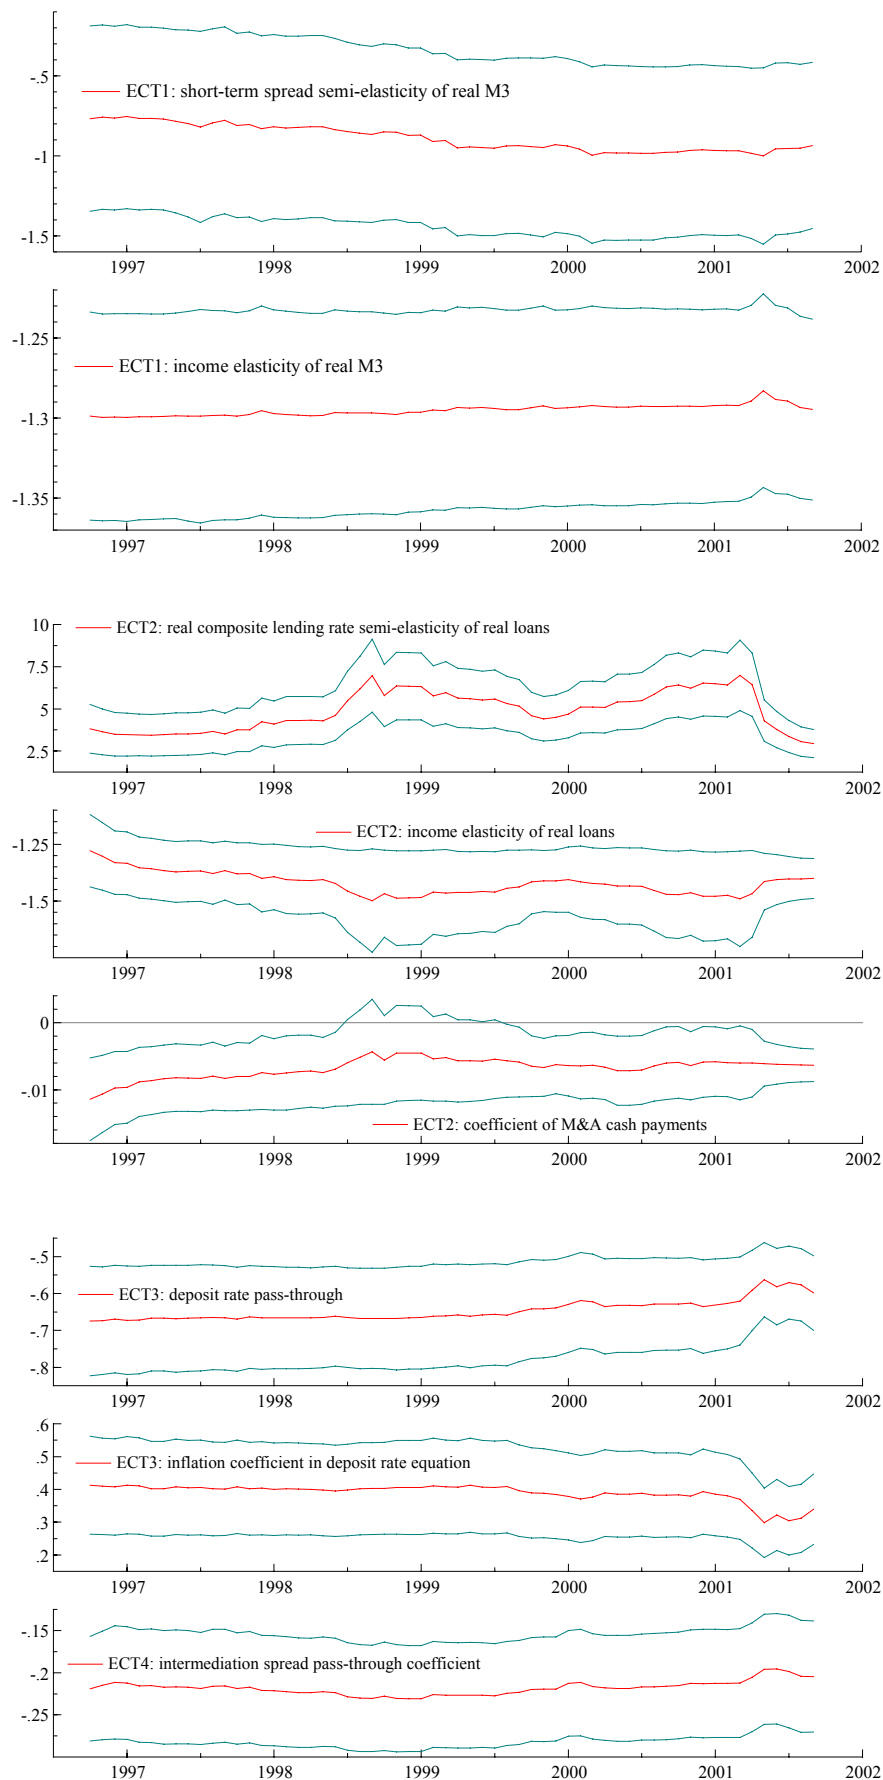 -.5
ECT1: short-term spread semi-elasticity of real M3
-1
-1.5
1997 1998 1999 2000 2001 2002
-1.25
ECT1: income elasticity of real M3
-1.3
-1.35
1997 1998 1999 2000 2001 2002
10
ECT2: real composite lending rate semi-elasticity of real loans
7.5
5
2.5
1997 1998 1999 2000 2001 2002
ECT2: income elasticity of real loans
-1.25
-1.5
1997 1998 1999 2000 2001 2002
0
-.01
ECT2: coefficient of M&A cash payments
1997 1998 1999 2000 2001 2002
-.5
ECT3: deposit rate pass-through
-.6
-.7
-.8
1997 1998 1999 2000 2001 2002
.6
.5
ECT3: inflation coefficient in deposit rate equation
.4
.3
.2
1997 1998 1999 2000 2001 2002
-.15
ECT4: intermediation spread pass-through coefficient
-.2
-.25
1997 1998 1999 2000 2001 2002